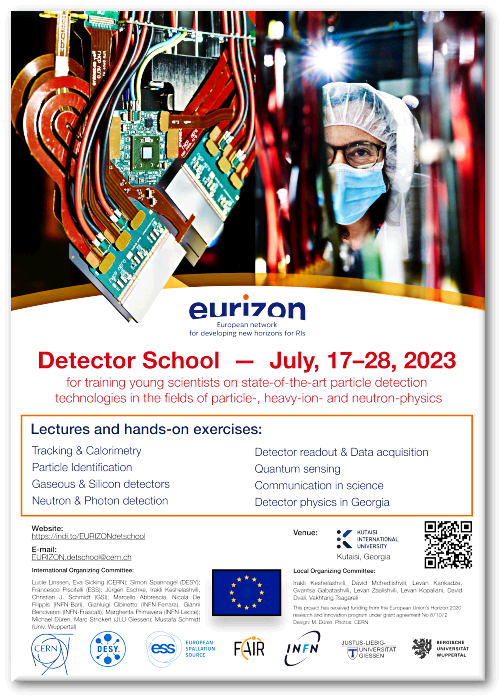 eurizon
European network
for developing new horizons for RIs
Detector School — July, 17–28, 2023
for training young scientists on state-of-the-art particle detection
technologies in the fields of particle-, heavy-ion- and neutron-physics
Lectures and hands-on exercises:
Tracking & Calorimetry
Particle Identification
Gaseous & Silicon detectors
Neutron & Photon detection
Detector readout & Data acquisition
Quantum sensing
Communication in science
Detector physics in Georgia
Website:
https://indi.to/EURIZONdetschool
E-mail:
EURIZON.detschool@cern.ch
Venue:
KUTAISI
INTERNATIONAL
UNIVERSITY
Kutaisi, Georgia
International Organizing Committee:
Lucie Linssen, Eva Sicking (CERN); Simon Spannagel (DESY);
Francesco Piscitelli (ESS); Jürgen Eschke, Irakli Keshelashvili,
Christian J. Schmidt (GSI); Marcello Abbrescia, Nicola De
Filippis (INFN-Bari), Gianluigi Cibinetto (INFN-Ferrara), Gianni
Bencivenni (INFN-Frascati), Margherita Primavera (INFN-Lecce);
Michael Düren, Marc Strickert (JLU Giessen); Mustafa Schmidt
(Univ. Wuppertal)
Local Organizing Committee:
Irakli Keshelashvili, David Mchedlishvili, Levan Kankadze,
Gvantsa Gabatashvili, Levan Zaalishvili, Levan Kopaliani, David
Dvali, Vakhtang Tsagareli
This project has received funding from the European Union's Horizon 2020
research and innovation program under grant agreement No 871072
Design: M. Düren. Photos: CERN
CERN
DESY.
ess
EUROPEAN
SPALLATION
SOURCE
FAIR
INFN
JUSTUS-LIEBIG-
UNIVERSITÄT
GIESSEN
BERGISCHE
UNIVERSITÄT
WUPPERTAL